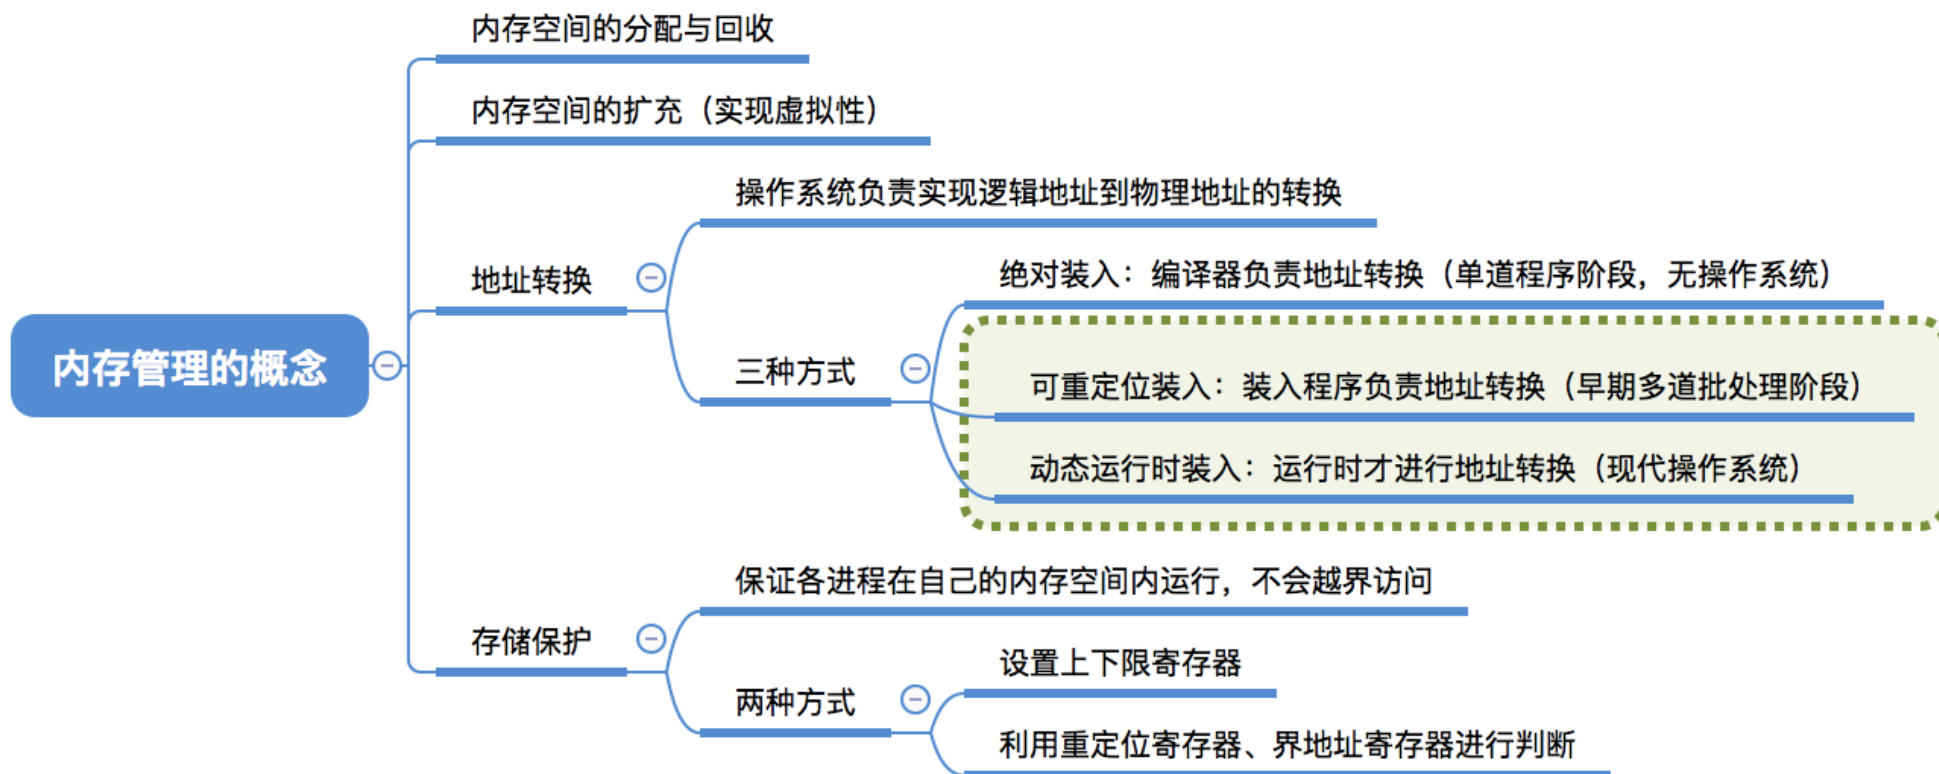 内存管理的概念
内存空间的分配与回收
内存空间的扩充（实现虚拟性）
地址转换
操作系统负责实现逻辑地址到物理地址的转换
三种方式
绝对装入：编译器负责地址转换（单道程序阶段，无操作系统）
可重定位装入：装入程序负责地址转换（早期多道批处理阶段）
动态运行时装入：运行时才进行地址转换（现代操作系统）
存储保护
保证各进程在自己的内存空间内运行，不会越界访问
两种方式
设置上下限寄存器
利用重定位寄存器、界地址寄存器进行判断